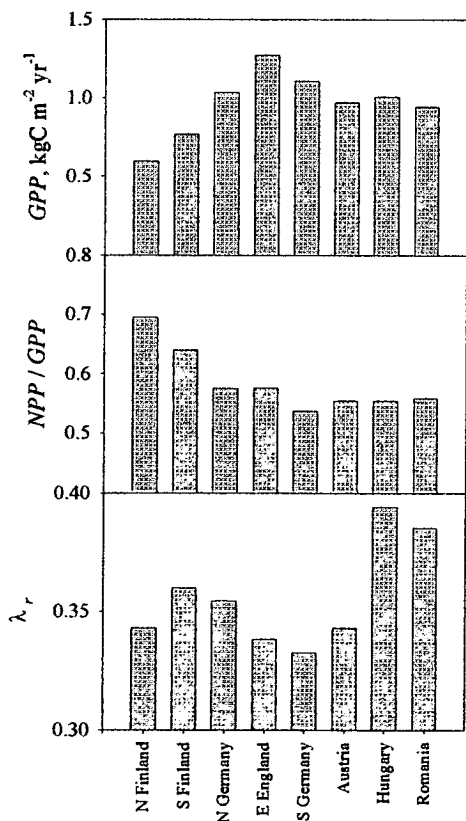 GPP, kgC m⁻² yr⁻¹
1.5
1.0
0.5
0.8
NPP / GPP
0.7
0.6
0.5
0.40
λ r
0.35
0.30
N Finland
S Finland
N Germany
E England
S Germany
Austria
Hungary
Romania